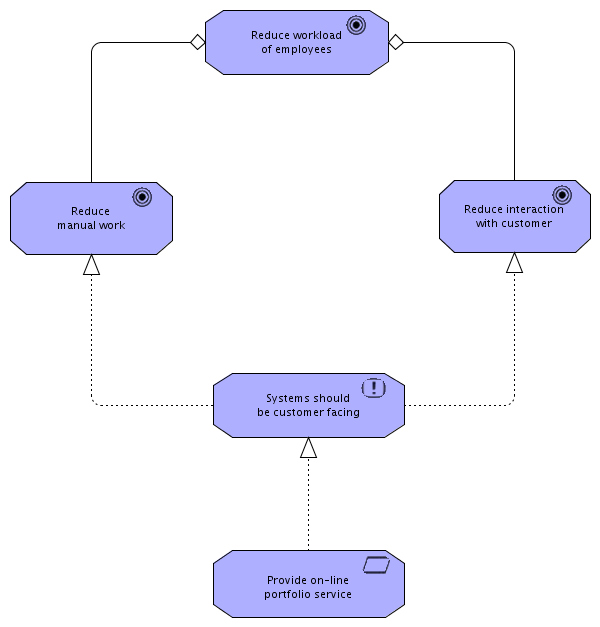 Reduce workload
of employees
Reduce
manual work
Reduce interaction
with customer
Systems should
be customer facing
Provide on-line
portfolio service